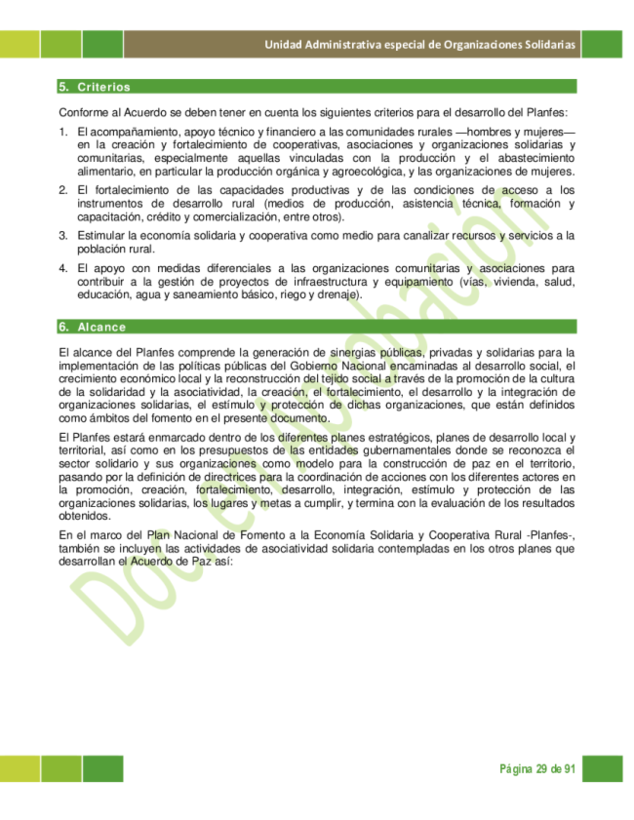 Unidad Administrativa especial de Organizaciones Solidarias
5. Criterios
Conforme al Acuerdo se deben tener en cuenta los siguientes criterios para el desarrollo del Planfes:
1. El acompañamiento, apoyo técnico y financiero a las comunidades rurales —hombres y mujeres—
en la creación y fortalecimiento de cooperativas, asociaciones y organizaciones solidarias y
comunitarias, especialmente aquellas vinculadas con la producción y el abastecimiento
alimentario, en particular la producción orgánica y agroecológica, y las organizaciones de mujeres.
2. El fortalecimiento de las capacidades productivas y de las condiciones de acceso a los
instrumentos de desarrollo rural (medios de producción, asistencia técnica, formación y
capacitación, crédito y comercialización, entre otros).
3. Estimular la economía solidaria y cooperativa como medio para canalizar recursos y servicios a la
población rural.
4. El apoyo con medidas diferenciales a las organizaciones comunitarias y asociaciones para
contribuir a la gestión de proyectos de infraestructura y equipamiento (vías, vivienda, salud,
educación, agua y saneamiento básico, riego y drenaje).
6. Alcance
El alcance del Planfes comprende la generación de sinergias públicas, privadas y solidarias para la
implementación de las políticas públicas del Gobierno Nacional encaminadas al desarrollo social, el
crecimiento económico local y la reconstrucción del tejido social a través de la promoción de la cultura
de la solidaridad y la asociatividad, la creación, el fortalecimiento, el desarrollo y la integración de
organizaciones solidarias, el estímulo y protección de dichas organizaciones, que están definidos
como ámbitos del fomento en el presente documento.
El Planfes estará enmarcado dentro de los diferentes planes estratégicos, planes de desarrollo local y
territorial, así como en los presupuestos de las entidades gubernamentales donde se reconozca el
sector solidario y sus organizaciones como modelo para la construcción de paz en el territorio,
pasando por la definición de directrices para la coordinación de acciones con los diferentes actores en
la promoción, creación, fortalecimiento, desarrollo, integración, estímulo y protección de las
organizaciones solidarias, los lugares y metas a cumplir, y termina con la evaluación de los resultados
obtenidos.
En el marco del Plan Nacional de Fomento a la Economía Solidaria y Cooperativa Rural -Planfes-,
también se incluyen las actividades de asociatividad solidaria contempladas en los otros planes que
desarrollan el Acuerdo de Paz así:
Doc. en Aprobación
Página 29 de 91